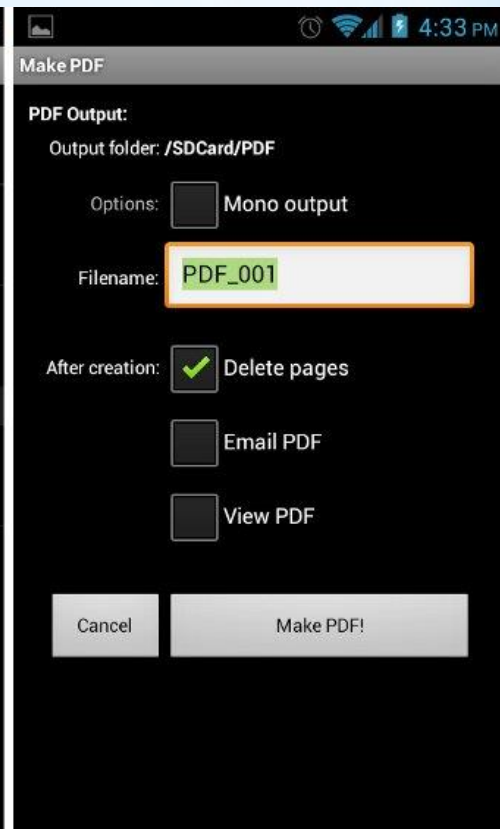 4:33 PM
Make PDF
PDF Output:
Output folder: /SDCard/PDF
Options: Mono output
Filename: PDF_001
After creation: Delete pages
Email PDF
View PDF
Cancel Make PDF!